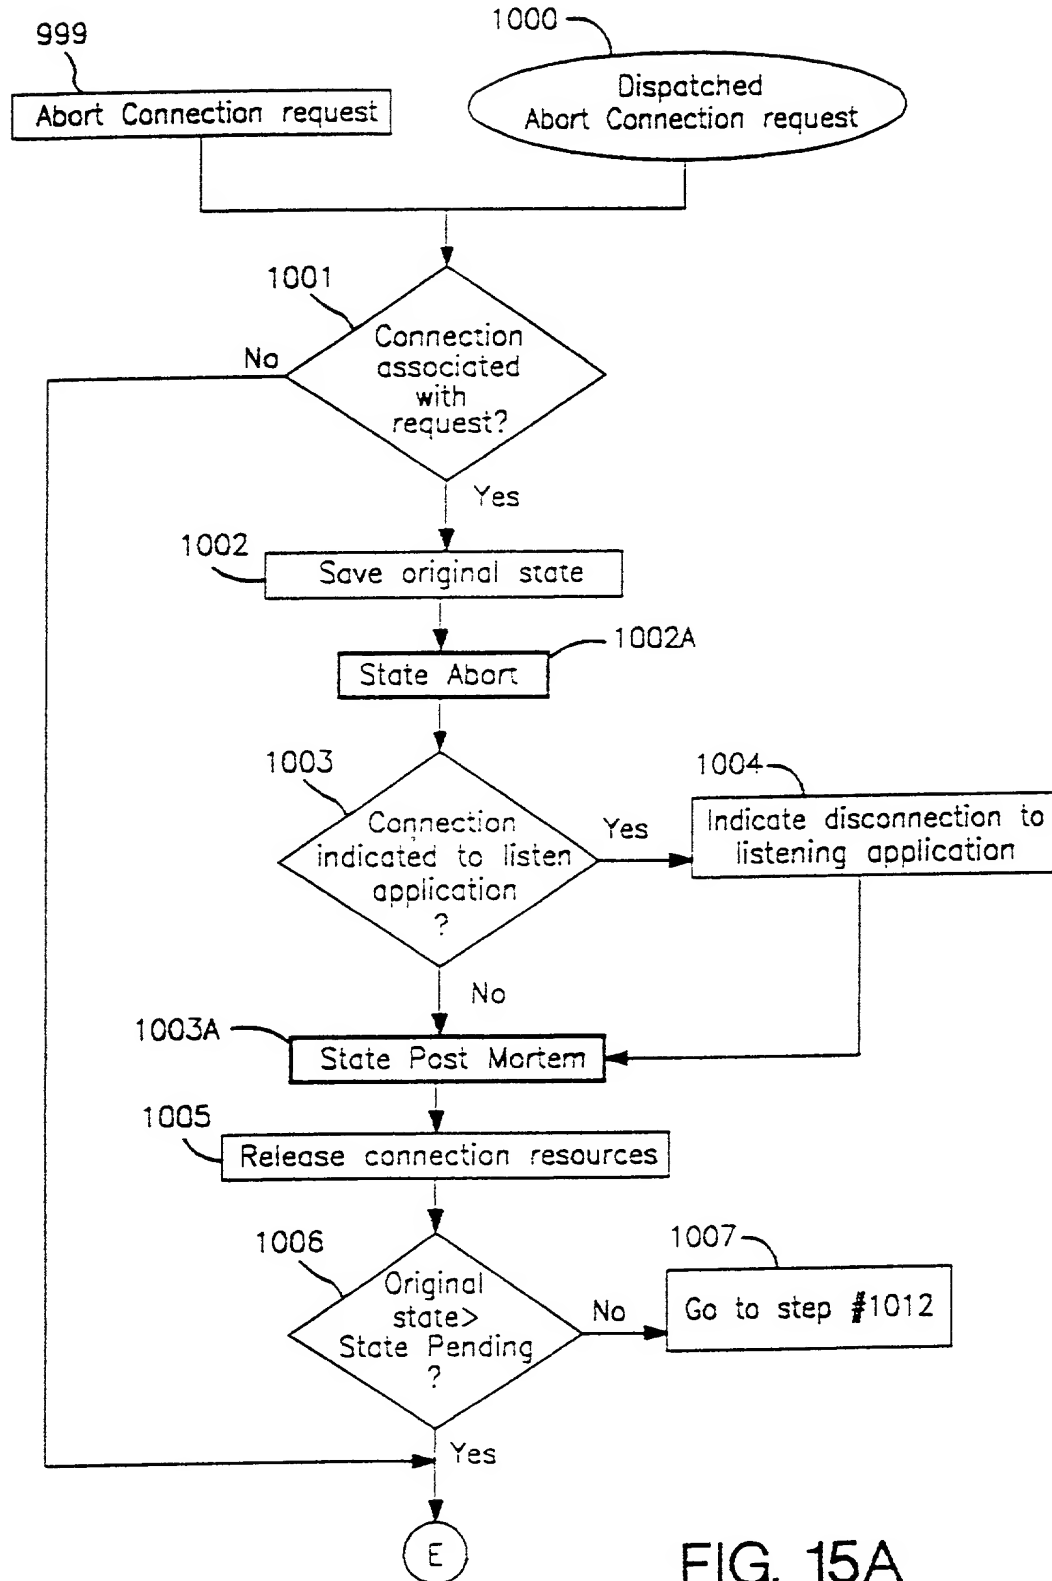 999
1000
Abort Connection request
Dispatched
Abort Connection request
1001
Connection
associated
with
request?
No
Yes
1002
Save original state
1002A
State Abort
1003
Connection
indicated to listen
application
?
Yes
1004
Indicate disconnection to
listening application
No
1003A
State Post Mortem
1005
Release connection resources
1006
Original
state>
State Pending
?
No
1007
Go to step #1012
Yes
E
FIG. 15A